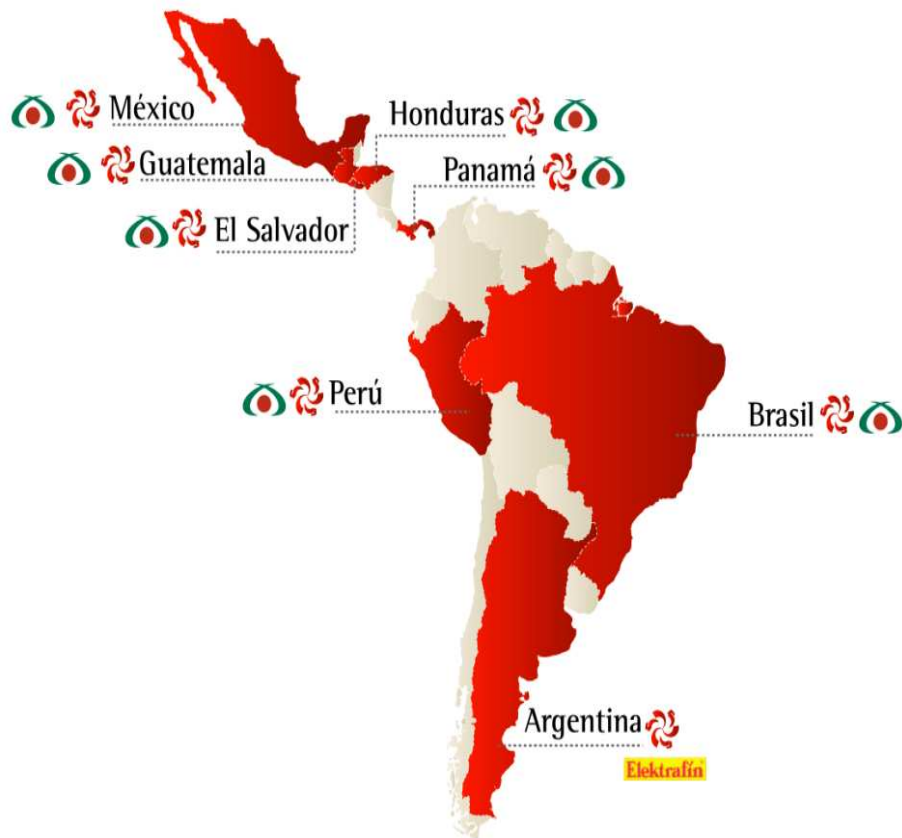 México
Honduras
Guatemala
Panamá
El Salvador
Perú
Brasil
Argentina
Elektrafín